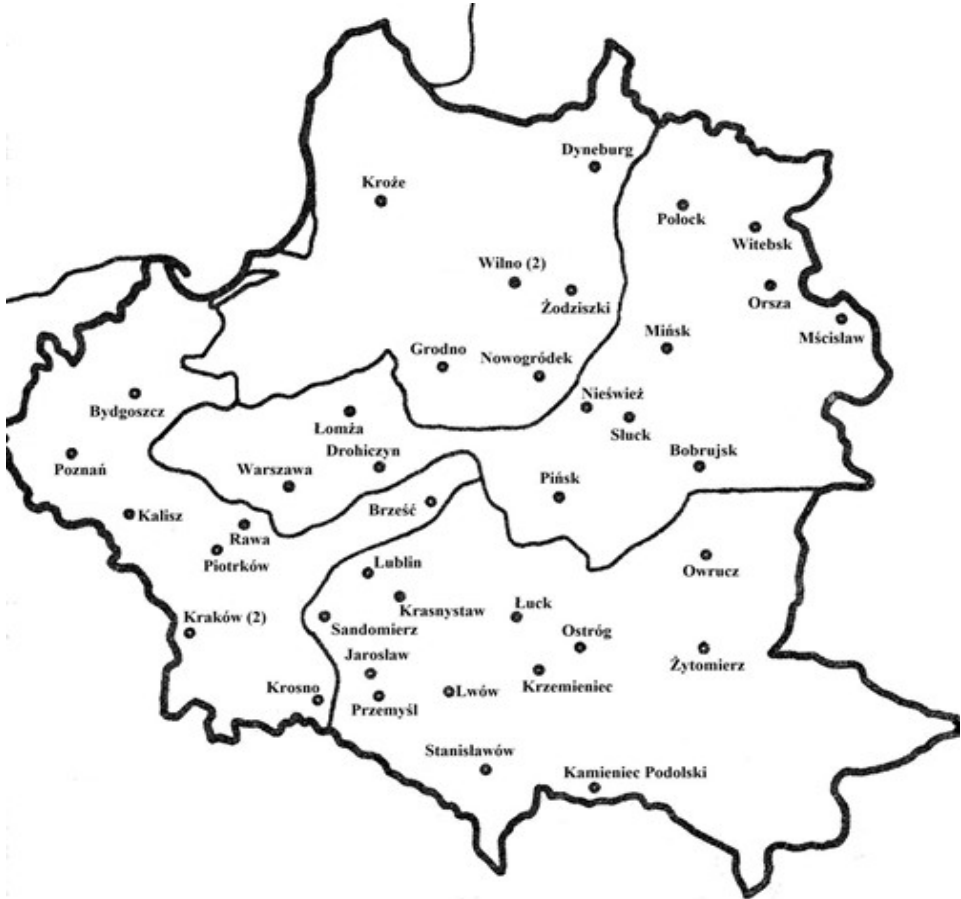 Dyneburg
Kroże
Połock
Witebsk
Wilno (2)
Żodziszki
Orsza
Mścisław
Mińsk
Grodno
Nowogródek
Nieśwież
Bydgoszcz
Łomża
Słuck
Drohiczyn
Bobrujsk
Poznań
Warszawa
Pińsk
Brześć
Kalisz
Rawa
Piotrków
Lublin
Owrucz
Krasnystaw
Łuck
Kraków (2)
Sandomierz
Ostróg
Jarosław
Żytomierz
Krosno
Przemyśl
Lwów
Krzemieniec
Stanisławów
Kamieniec Podolski